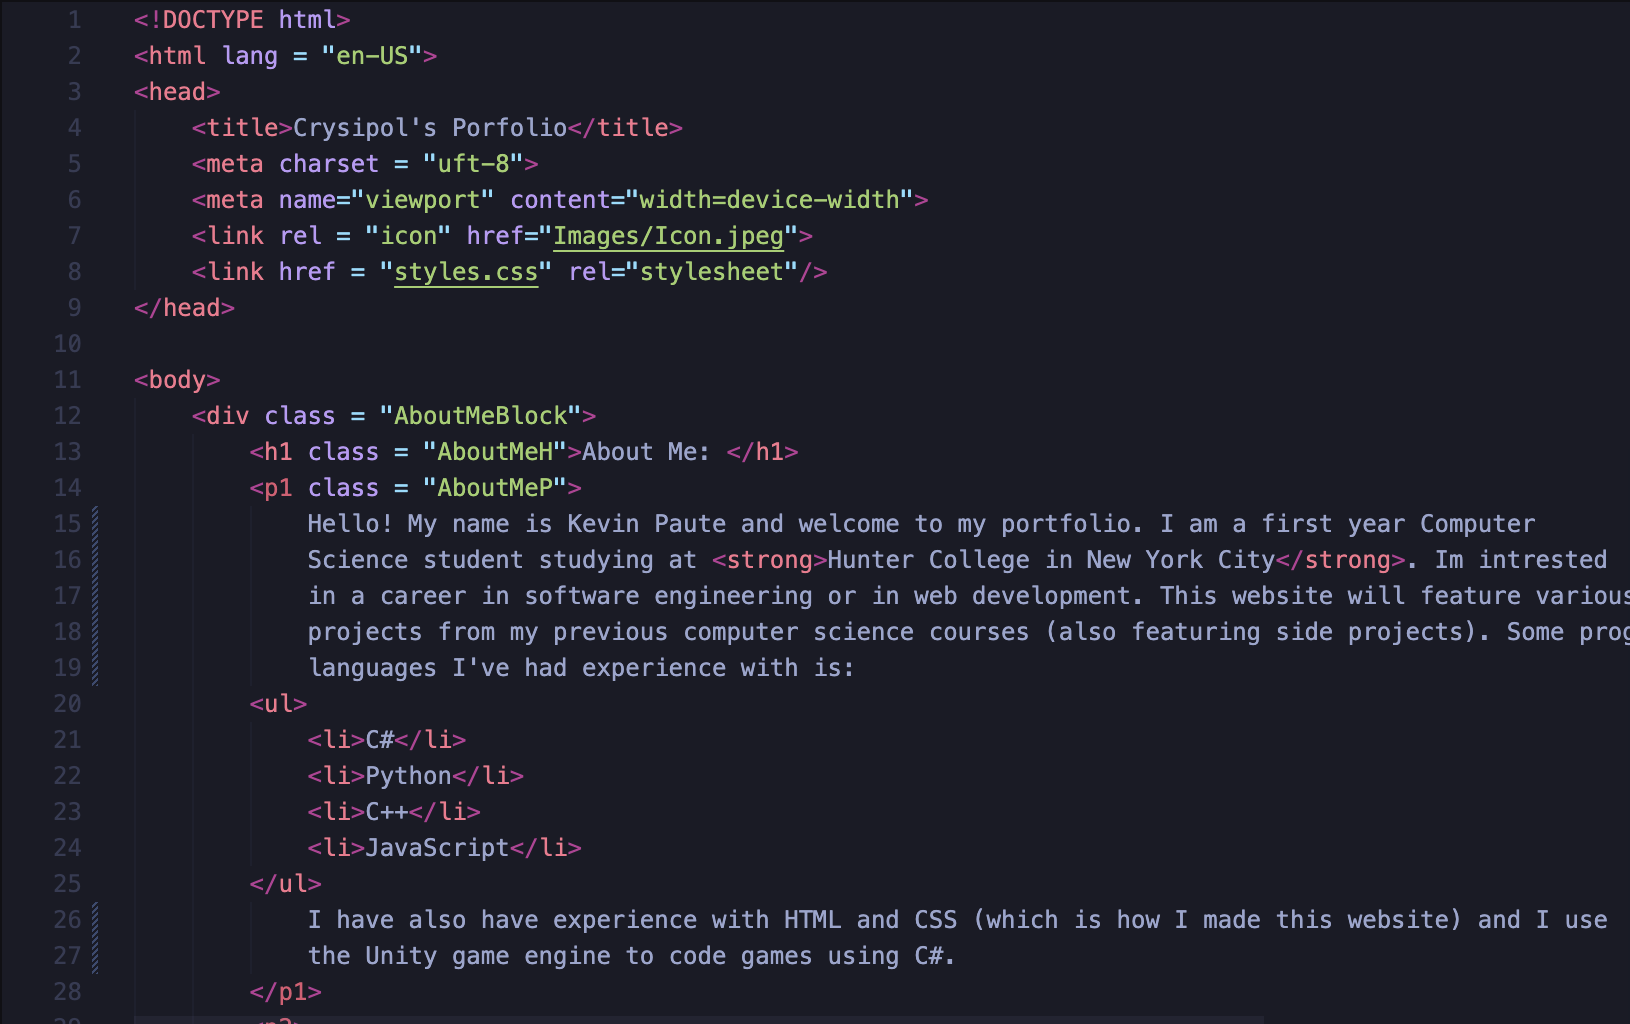 1 <!DOCTYPE html>
2 <html lang = "en-US">
3 <head>
4 <title>Crysipol's Porfolio</title>
5 <meta charset = "uft-8">
6 <meta name="viewport" content="width=device-width">
7 <link rel = "icon" href="Images/Icon.jpeg">
8 <link href = "styles.css" rel="stylesheet"/>
9 </head>
10
11 <body>
12 <div class = "AboutMeBlock">
13 <h1 class = "AboutMeH">About Me: </h1>
14 <p1 class = "AboutMeP">
15 Hello! My name is Kevin Paute and welcome to my portfolio. I am a first year Computer
16 Science student studying at <strong>Hunter College in New York City</strong>. Im intrested
17 in a career in software engineering or in web development. This website will feature various
18 projects from my previous computer science courses (also featuring side projects). Some prog
19 languages I've had experience with is:
20 <ul>
21 <li>C#</li>
22 <li>Python</li>
23 <li>C++</li>
24 <li>JavaScript</li>
25 </ul>
26 I have also have experience with HTML and CSS (which is how I made this website) and I use
27 the Unity game engine to code games using C#.
28 </p1>